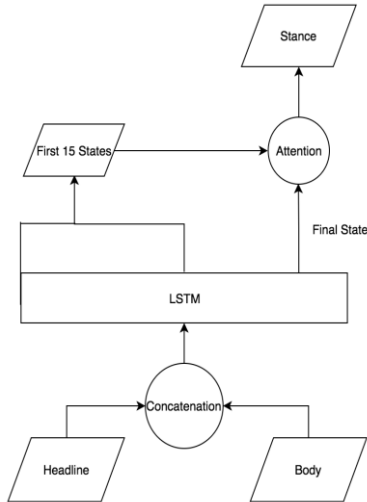 Stance
First 15 States
Attention
Final State
LSTM
Concatenation
Headline
Body